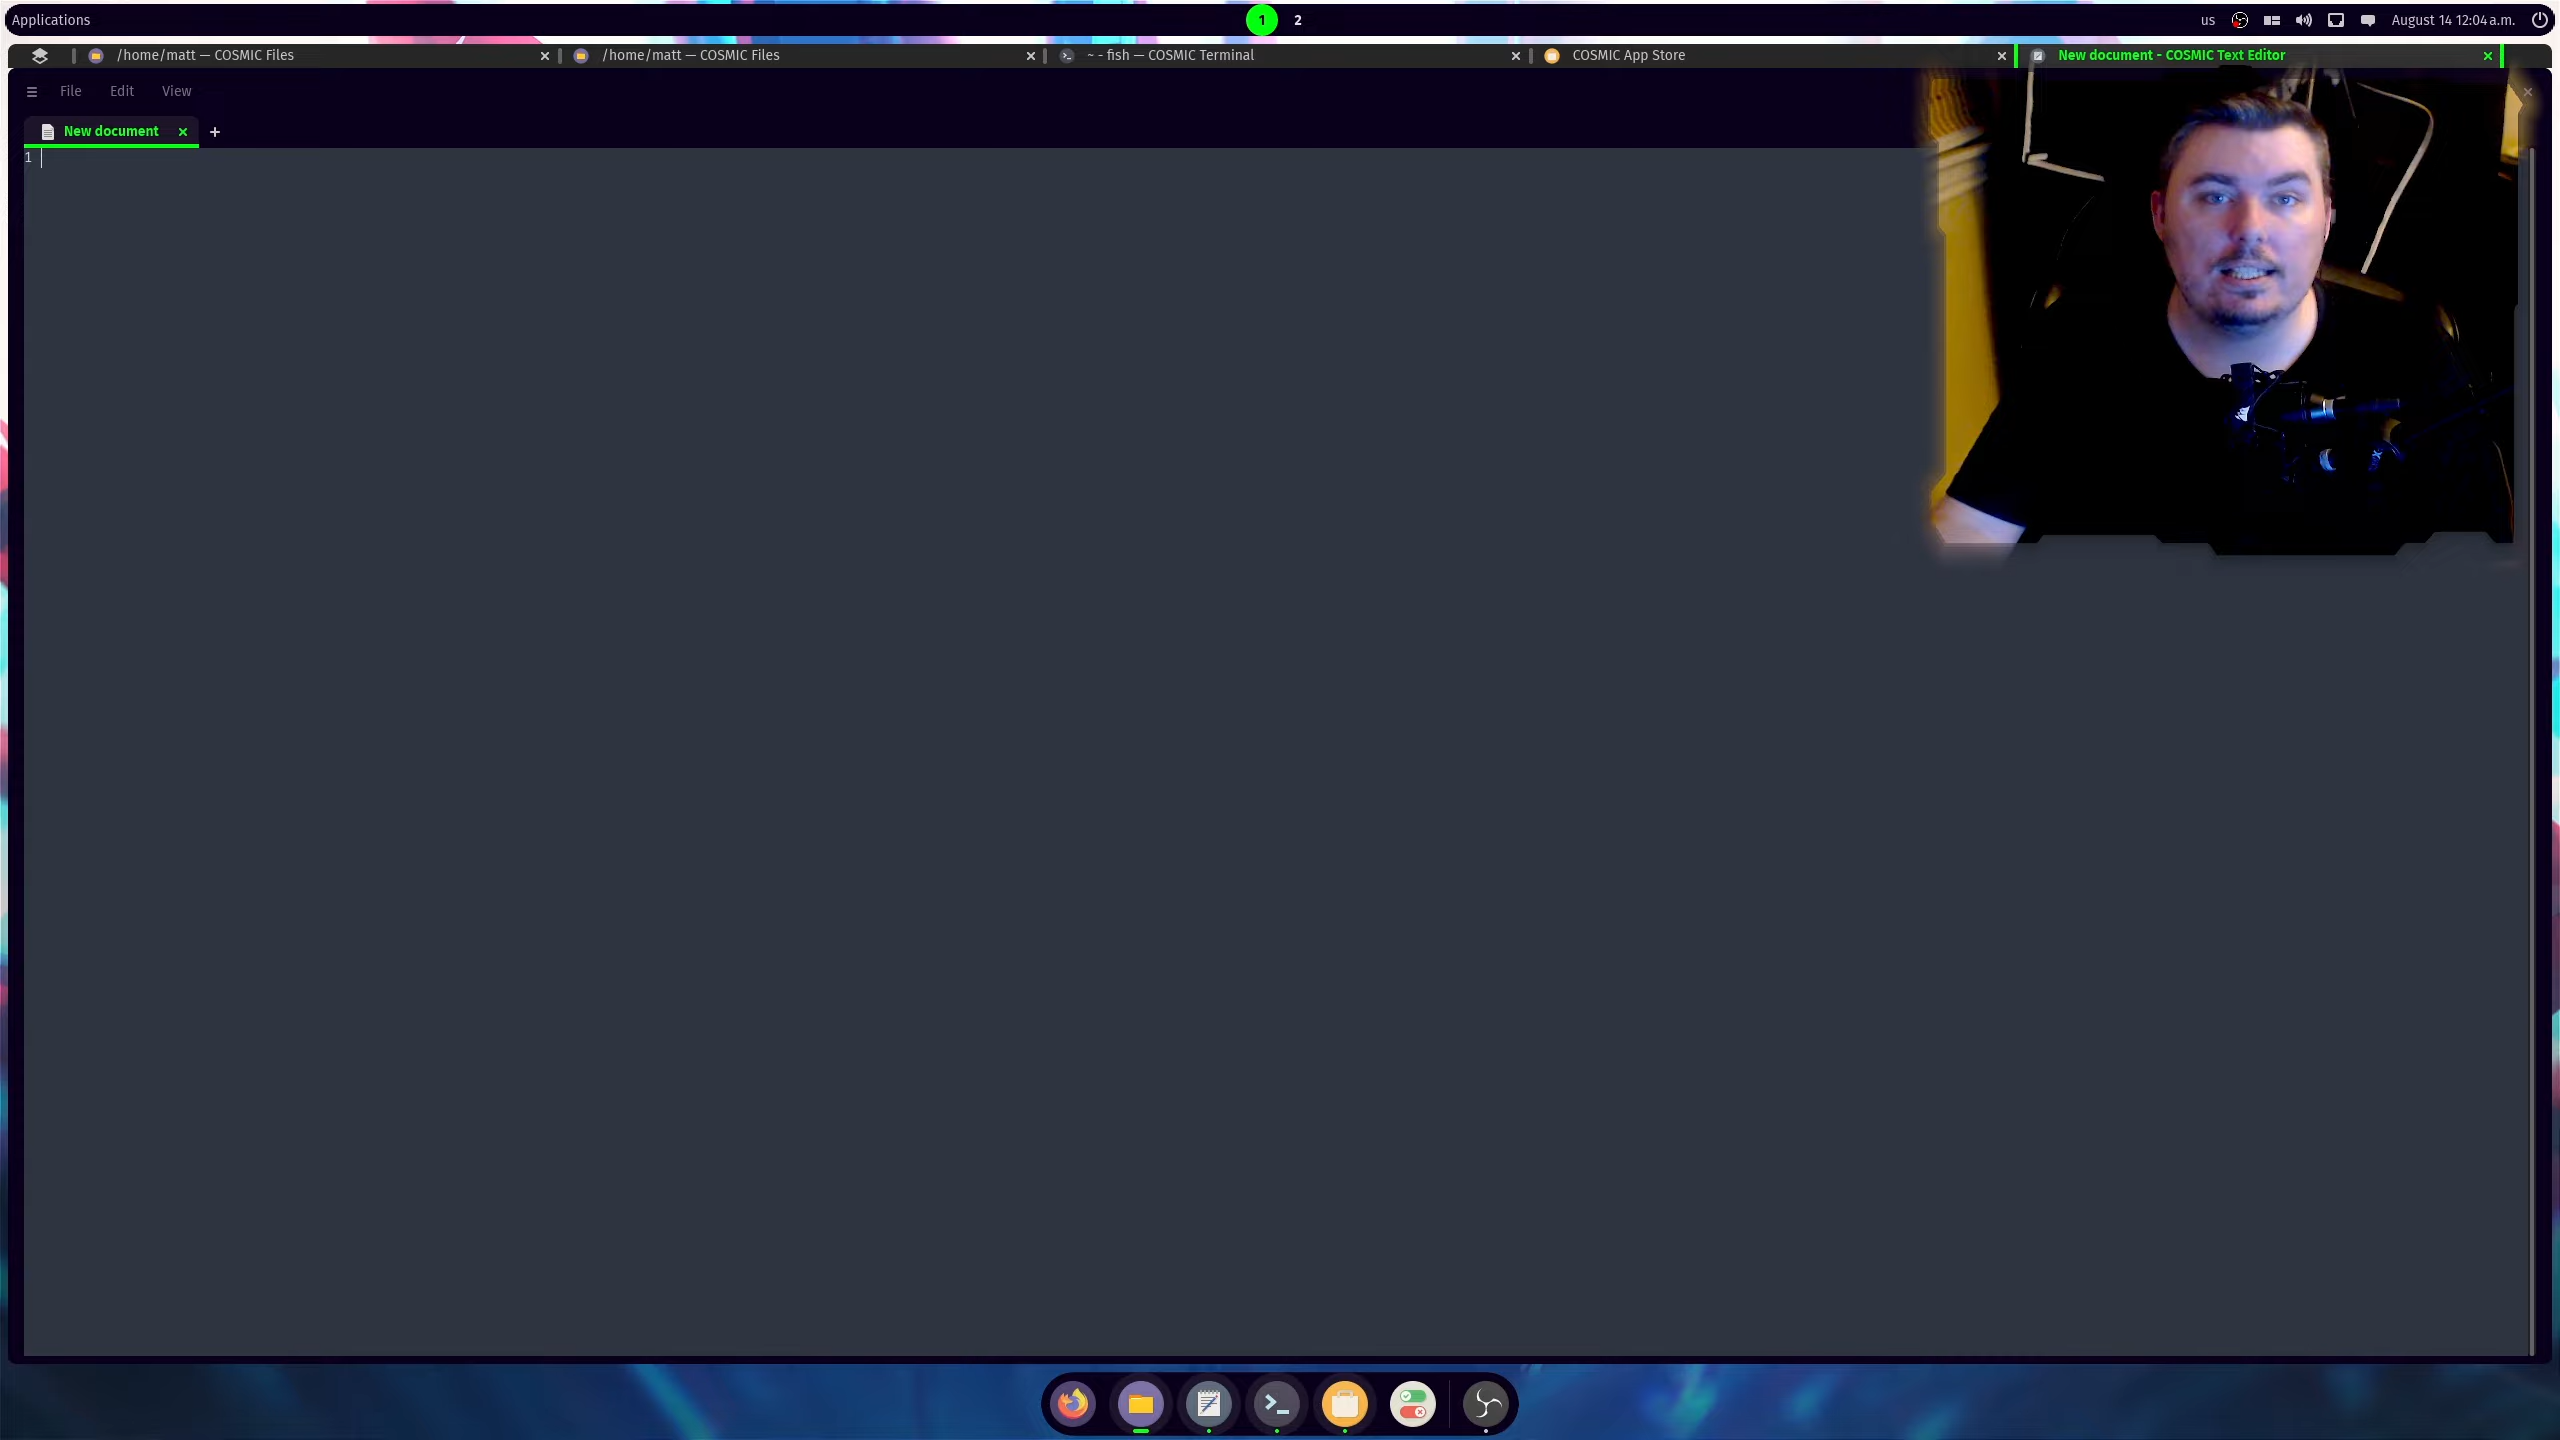 Applications
1 2
us August 14 12:04 a.m.
/home/matt — COSMIC Files
/home/matt — COSMIC Files
~ - fish — COSMIC Terminal
COSMIC App Store
New document - COSMIC Text Editor
File Edit View
New document
1